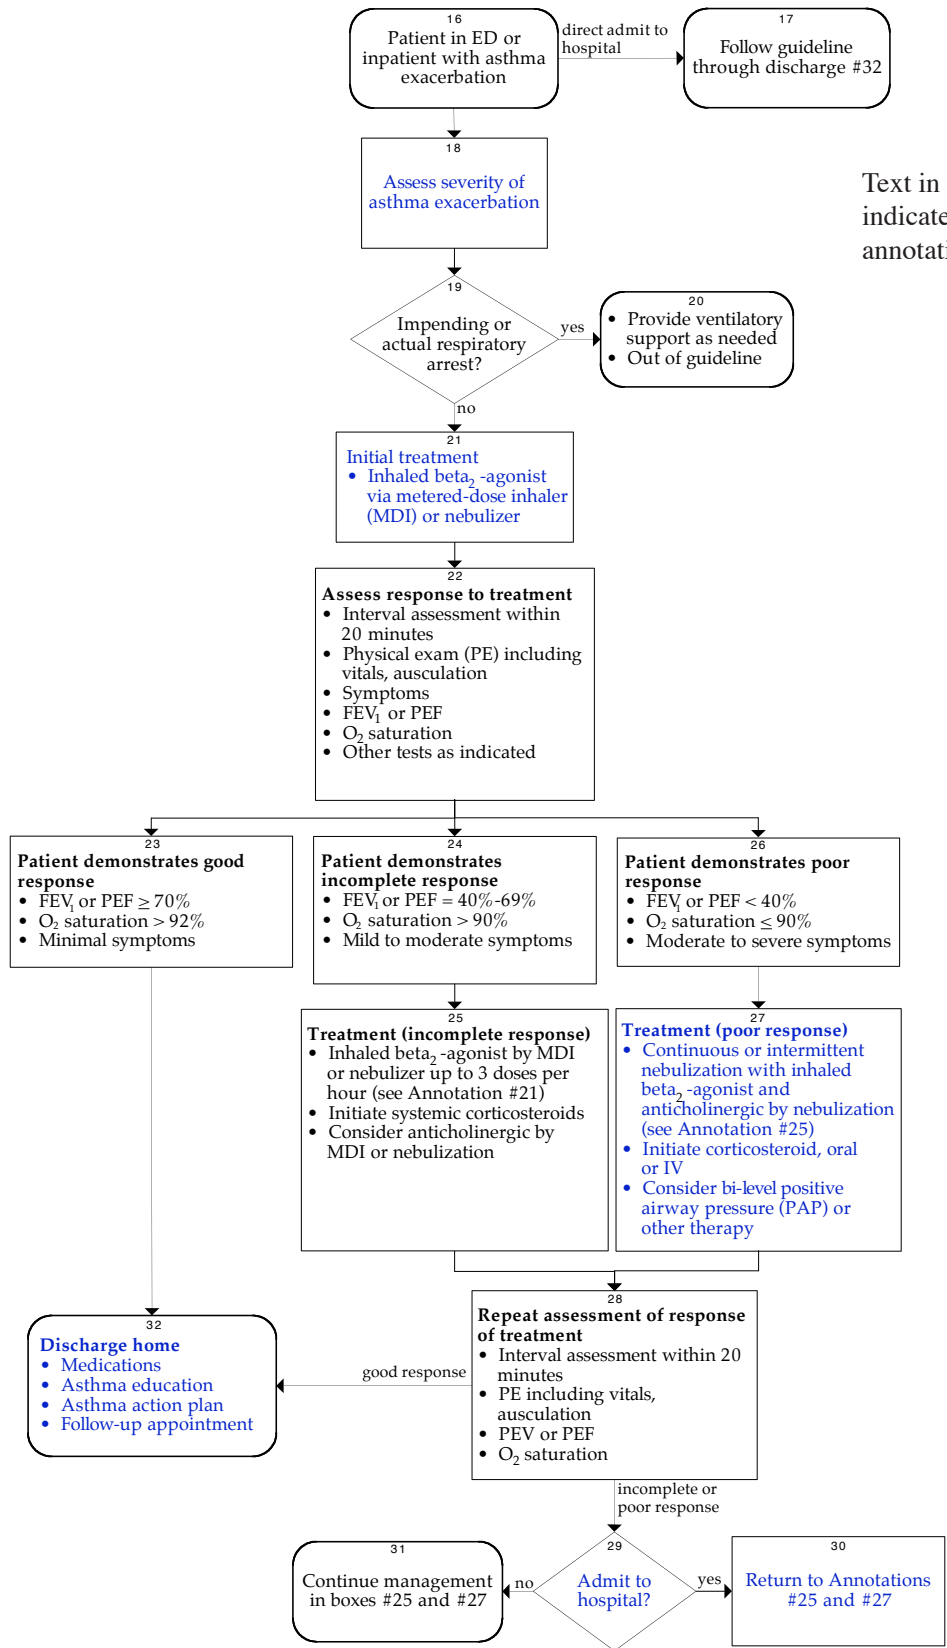 16
Patient in ED or
inpatient with asthma
exacerbation
direct admit to
hospital
17
Follow guideline
through discharge #32
18
Assess severity of
asthma exacerbation
Text in
19
Impending or
actual respiratory
arrest?
yes
20
• Provide ventilatory
support as needed
• Out of guideline
no
21
Initial treatment
• Inhaled beta₂ -agonist
via metered-dose inhaler
(MDI) or nebulizer
22
Assess response to treatment
• Interval assessment within
20 minutes
• Physical exam (PE) including
vitals, ausculation
• Symptoms
• FEV₁ or PEF
• O₂ saturation
• Other tests as indicated
23
Patient demonstrates good
response
• FEV₁ or PEF ≥ 70%
• O₂ saturation > 92%
• Minimal symptoms
24
Patient demonstrates
incomplete response
• FEV₁ or PEF = 40%-69%
• O₂ saturation > 90%
• Mild to moderate symptoms
26
Patient demonstrates poor
response
• FEV₁ or PEF < 40%
• O₂ saturation ≤ 90%
• Moderate to severe symptoms
25
Treatment (incomplete response)
• Inhaled beta₂ -agonist by MDI
or nebulizer up to 3 doses per
hour (see Annotation #21)
• Initiate systemic corticosteroids
• Consider anticholinergic by
MDI or nebulization
27
Treatment (poor response)
• Continuous or intermittent
nebulization with inhaled
beta₂ -agonist and
anticholinergic by nebulization
(see Annotation #25)
• Initiate corticosteroid, oral
or IV
• Consider bi-level positive
airway pressure (PAP) or
other therapy
28
Repeat assessment of response
of treatment
• Interval assessment within 20
minutes
• PE including vitals,
ausculation
• PEV or PEF
• O₂ saturation
good response
32
Discharge home
• Medications
• Asthma education
• Asthma action plan
• Follow-up appointment
incomplete or
poor response
29
Admit to
hospital?
no
31
Continue management
in boxes #25 and #27
yes
30
Return to Annotations
#25 and #27